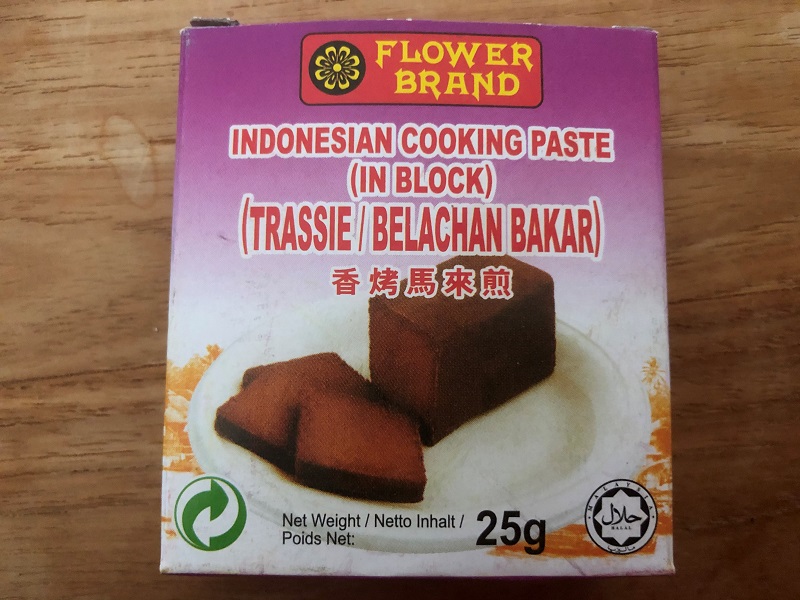 FLOWER
BRAND
INDONESIAN COOKING PASTE
(IN BLOCK)
(TRASSIE / BELACHAN BAKAR)
香烤馬來煎
Net Weight / Netto Inhalt /
Poids Net: 25g
MALAYSIA
حلال
HALAL